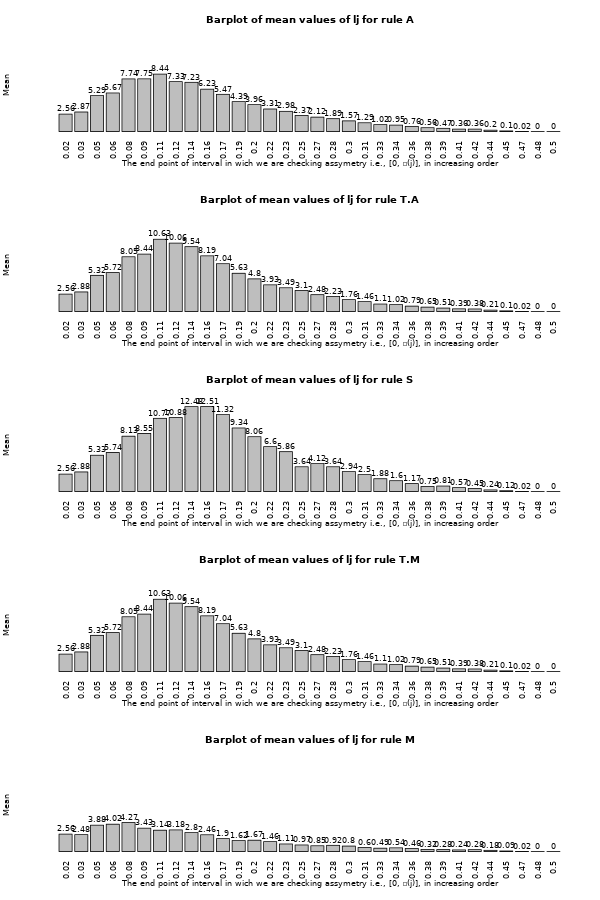 Barplot of mean values of lj for rule A
Mean
2.56 2.87 5.29 5.67 7.74 7.75 8.44 7.33 7.23 6.23 5.47 4.39 3.96 3.31 2.98 2.37 2.12 1.89 1.57 1.29 1.02 0.95 0.76 0.56 0.47 0.36 0.36 0.2 0.1 0.02 0 0
0.02 0.03 0.05 0.06 0.08 0.09 0.11 0.12 0.14 0.16 0.17 0.19 0.2 0.22 0.23 0.25 0.27 0.28 0.3 0.31 0.33 0.34 0.36 0.38 0.39 0.41 0.42 0.44 0.45 0.47 0.48 0.5
The end point of interval in wich we are checking assymetry i.e., [0, □(j)], in increasing order
Barplot of mean values of lj for rule T.A
Mean
2.56 2.88 5.32 5.72 8.05 8.44 10.63 10.06 9.54 8.19 7.04 5.63 4.8 3.93 3.49 3.1 2.48 2.23 1.76 1.46 1.1 1.02 0.79 0.65 0.51 0.39 0.38 0.21 0.1 0.02 0 0
0.02 0.03 0.05 0.06 0.08 0.09 0.11 0.12 0.14 0.16 0.17 0.19 0.2 0.22 0.23 0.25 0.27 0.28 0.3 0.31 0.33 0.34 0.36 0.38 0.39 0.41 0.42 0.44 0.45 0.47 0.48 0.5
The end point of interval in wich we are checking assymetry i.e., [0, □(j)], in increasing order
Barplot of mean values of lj for rule S
Mean
2.56 2.88 5.33 5.74 8.13 8.55 10.77 10.88 12.48 12.51 11.32 9.34 8.06 6.6 5.86 3.64 4.12 3.64 2.94 2.5 1.88 1.6 1.17 0.75 0.81 0.57 0.45 0.24 0.12 0.02 0 0
0.02 0.03 0.05 0.06 0.08 0.09 0.11 0.12 0.14 0.16 0.17 0.19 0.2 0.22 0.23 0.25 0.27 0.28 0.3 0.31 0.33 0.34 0.36 0.38 0.39 0.41 0.42 0.44 0.45 0.47 0.48 0.5
The end point of interval in wich we are checking assymetry i.e., [0, □(j)], in increasing order
Barplot of mean values of lj for rule T.M
Mean
2.56 2.88 5.32 5.72 8.05 8.44 10.63 10.06 9.54 8.19 7.04 5.63 4.8 3.93 3.49 3.1 2.48 2.23 1.76 1.46 1.1 1.02 0.79 0.65 0.51 0.39 0.38 0.21 0.1 0.02 0 0
0.02 0.03 0.05 0.06 0.08 0.09 0.11 0.12 0.14 0.16 0.17 0.19 0.2 0.22 0.23 0.25 0.27 0.28 0.3 0.31 0.33 0.34 0.36 0.38 0.39 0.41 0.42 0.44 0.45 0.47 0.48 0.5
The end point of interval in wich we are checking assymetry i.e., [0, □(j)], in increasing order
Barplot of mean values of lj for rule M
Mean
2.56 2.48 3.88 4.02 4.27 3.43 3.14 3.18 2.8 2.46 1.9 1.62 1.67 1.46 1.11 0.97 0.85 0.92 0.8 0.6 0.49 0.54 0.46 0.32 0.28 0.24 0.28 0.18 0.09 0.02 0 0
0.02 0.03 0.05 0.06 0.08 0.09 0.11 0.12 0.14 0.16 0.17 0.19 0.2 0.22 0.23 0.25 0.27 0.28 0.3 0.31 0.33 0.34 0.36 0.38 0.39 0.41 0.42 0.44 0.45 0.47 0.48 0.5
The end point of interval in wich we are checking assymetry i.e., [0, □(j)], in increasing order